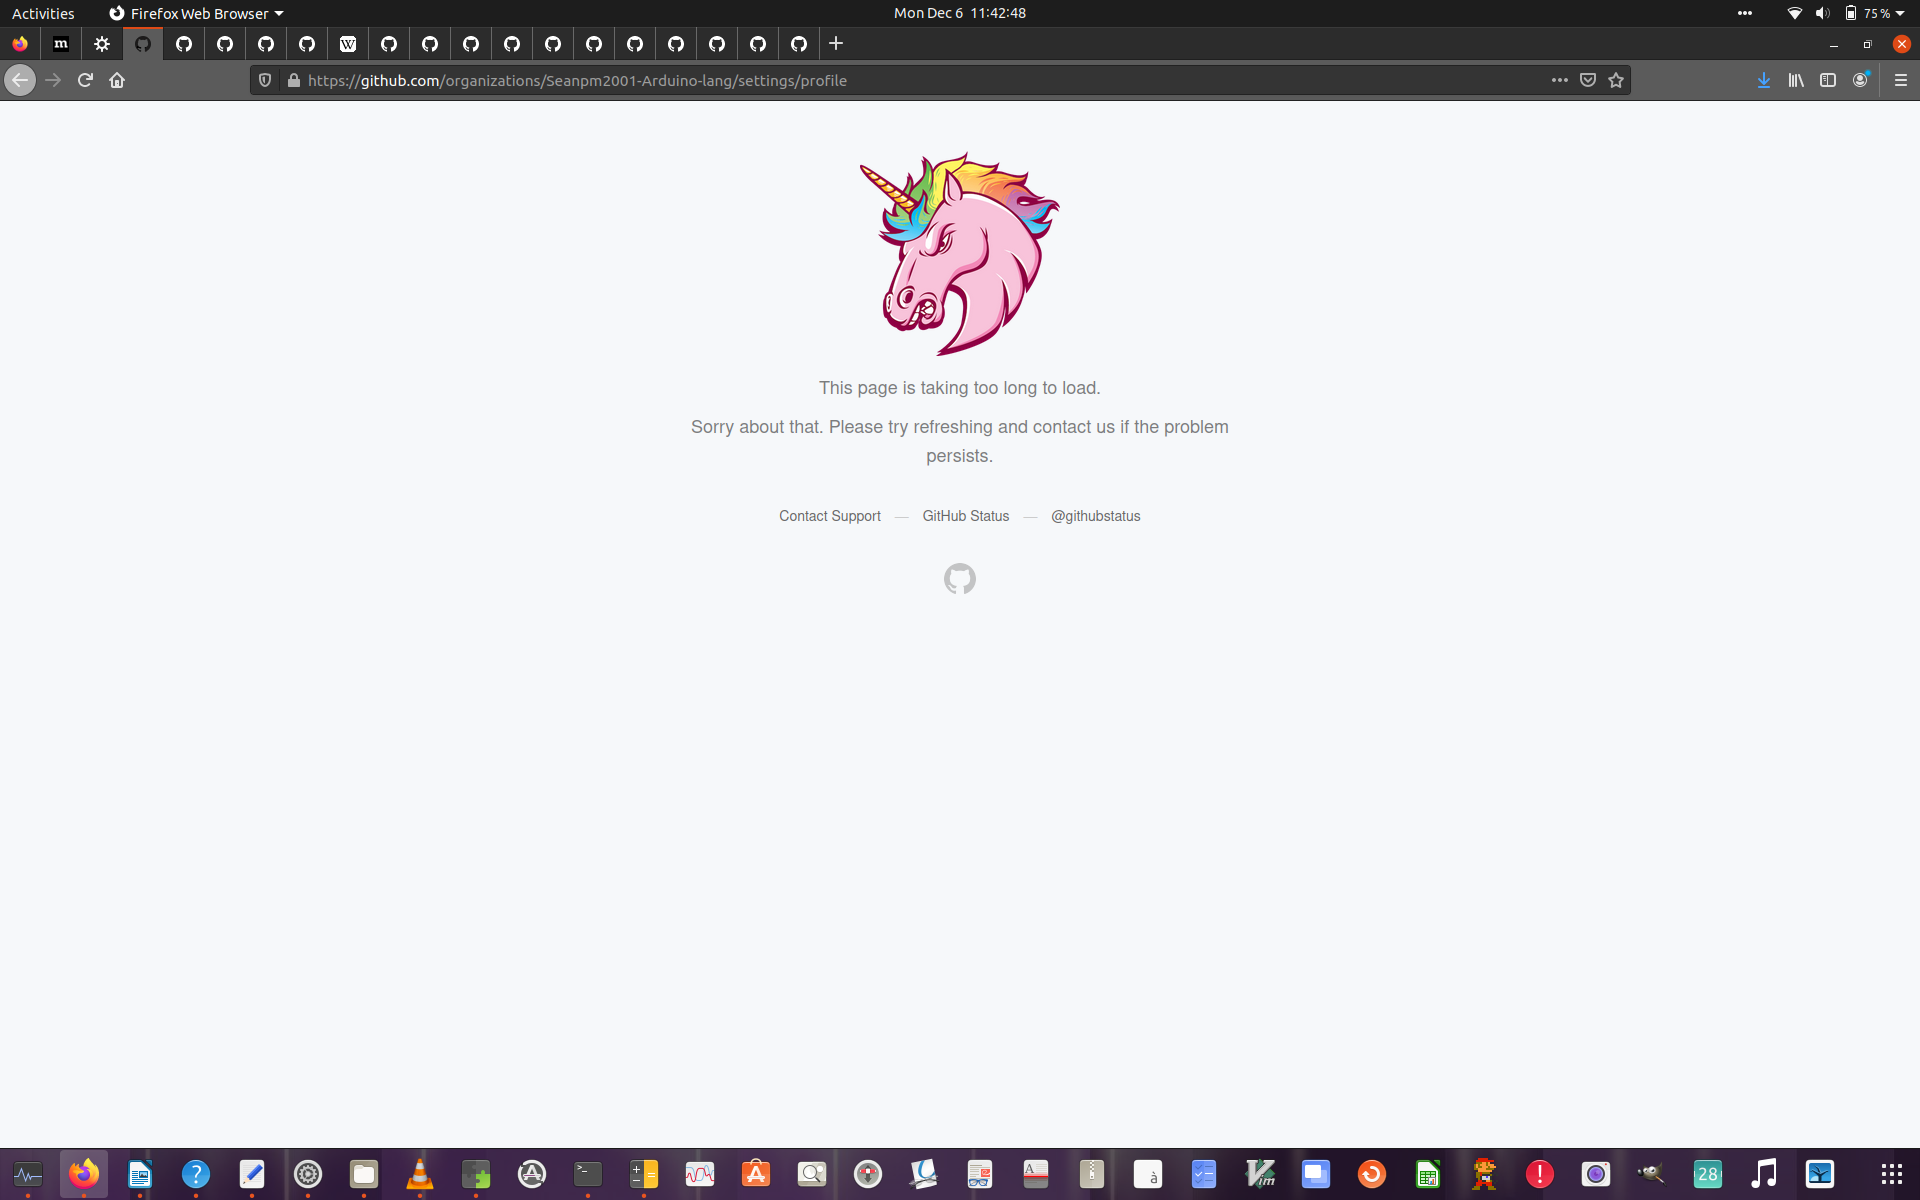 Activities
Firefox Web Browser
Mon Dec 6 11:42:48
75 %
m
W
https://github.com/organizations/Seanpm2001-Arduino-lang/settings/profile
This page is taking too long to load.
Sorry about that. Please try refreshing and contact us if the problem
persists.
Contact Support — GitHub Status — @githubstatus
?
>_
A
à
Vim
!
28